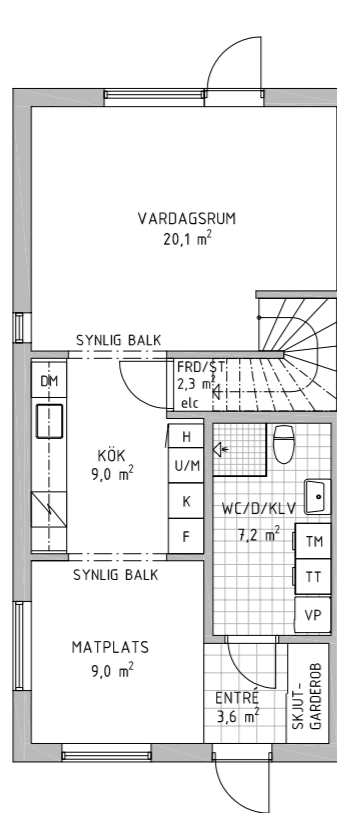 VARDAGSRUM
20,1 m²
SYNLIG BALK
DM
FRD/ST
2,3 m²
elc
KÖK
9,0 m²
H
U/M
K
F
WC/D/KLV
7,2 m²
TM
TT
VP
SYNLIG BALK
MATPLATS
9,0 m²
ENTRÉ
3,6 m²
SKJUT-
GARDEROB